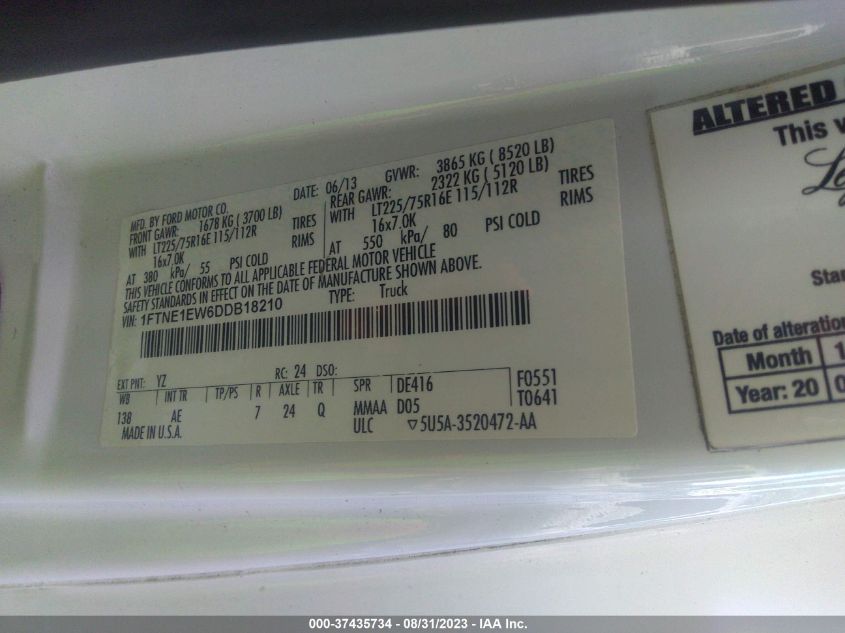 MFD. BY FORD MOTOR CO.
DATE: 06/13
GVWR: 3865 KG ( 8520 LB)
FRONT GAWR: 1678 KG ( 3700 LB)
REAR GAWR: 2322 KG ( 5120 LB)
WITH LT225/75R16E 115/112R TIRES
WITH LT225/75R16E 115/112R TIRES
16x7.0K RIMS
16x7.0K RIMS
AT 380 kPa/ 55 PSI COLD
AT 550 kPa/ 80 PSI COLD
THIS VEHICLE CONFORMS TO ALL APPLICABLE FEDERAL MOTOR VEHICLE
SAFETY STANDARDS IN EFFECT ON THE DATE OF MANUFACTURE SHOWN ABOVE.
VIN: 1FTNE1EW6DDB18210
TYPE: Truck
EXT PNT: YZ RC: 24 DSO:
WB INT TR TP/PS R AXLE TR SPR DE416 F0551
138 AE 7 24 Q MMAA D05 T0641
MADE IN U.S.A. ULC ▽5U5A-3520472-AA
ALTERED
This
Date of alteration
Month 1
Year: 20 0
000-37435734 - 08/31/2023 - IAA Inc.